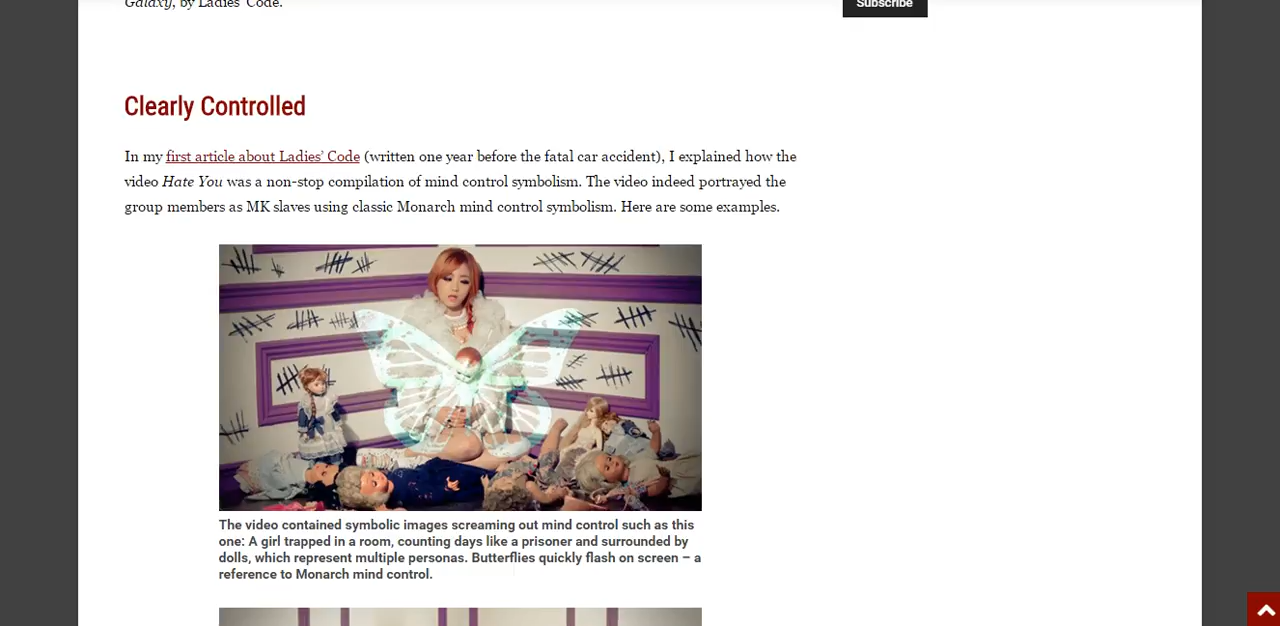 Galaxy, by Ladies' Code.
Subscribe
Clearly Controlled
In my first article about Ladies’ Code (written one year before the fatal car accident), I explained how the
video Hate You was a non-stop compilation of mind control symbolism. The video indeed portrayed the
group members as MK slaves using classic Monarch mind control symbolism. Here are some examples.
The video contained symbolic images screaming out mind control such as this
one: A girl trapped in a room, counting days like a prisoner and surrounded by
dolls, which represent multiple personas. Butterflies quickly flash on screen – a
reference to Monarch mind control.